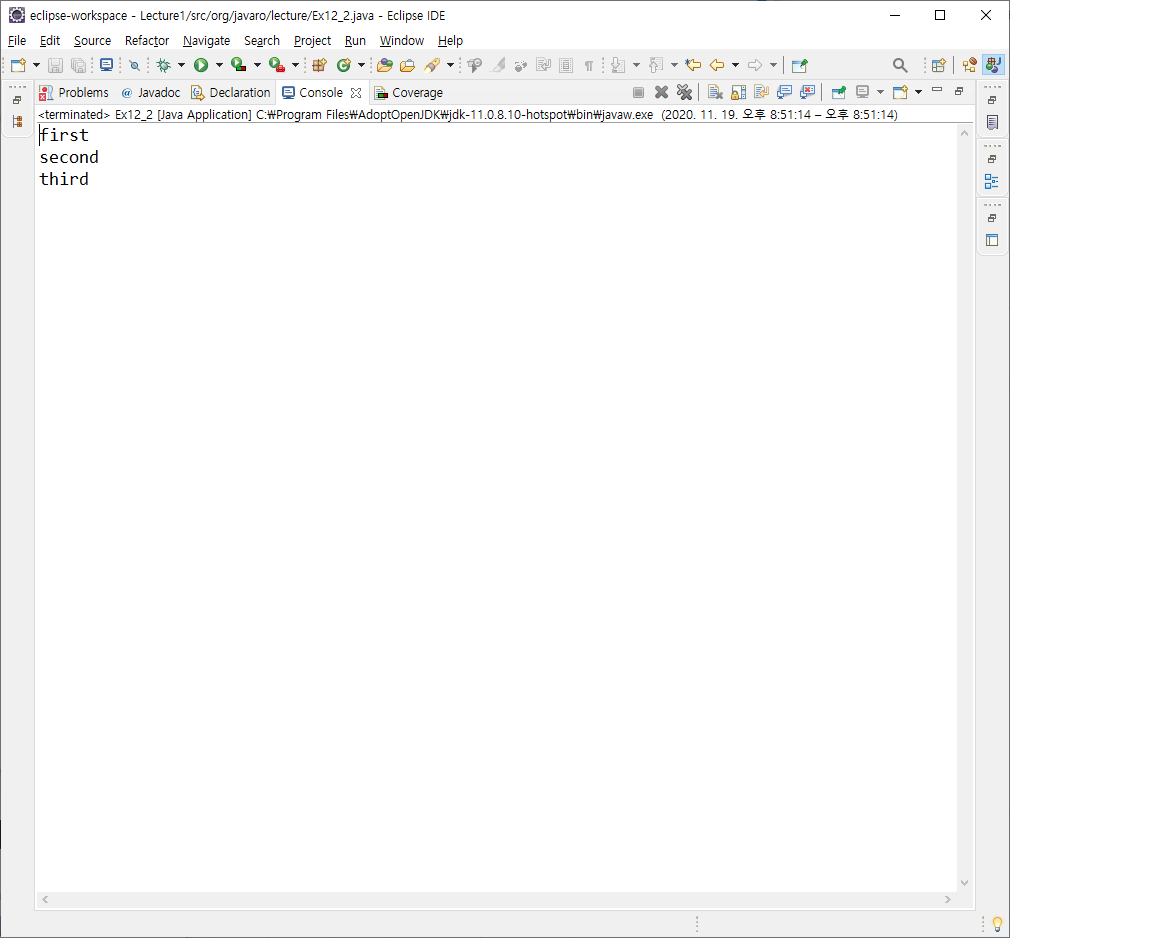 eclipse-workspace - Lecture1/src/org/javaro/lecture/Ex12_2.java - Eclipse IDE
File Edit Source Refactor Navigate Search Project Run Window Help
Problems @ Javadoc Declaration Console Coverage
<terminated> Ex12_2 [Java Application] C:₩Program Files₩AdoptOpenJDK₩jdk-11.0.8.10-hotspot₩bin₩javaw.exe (2020. 11. 19. 오후 8:51:14 – 오후 8:51:14)
first
second
third